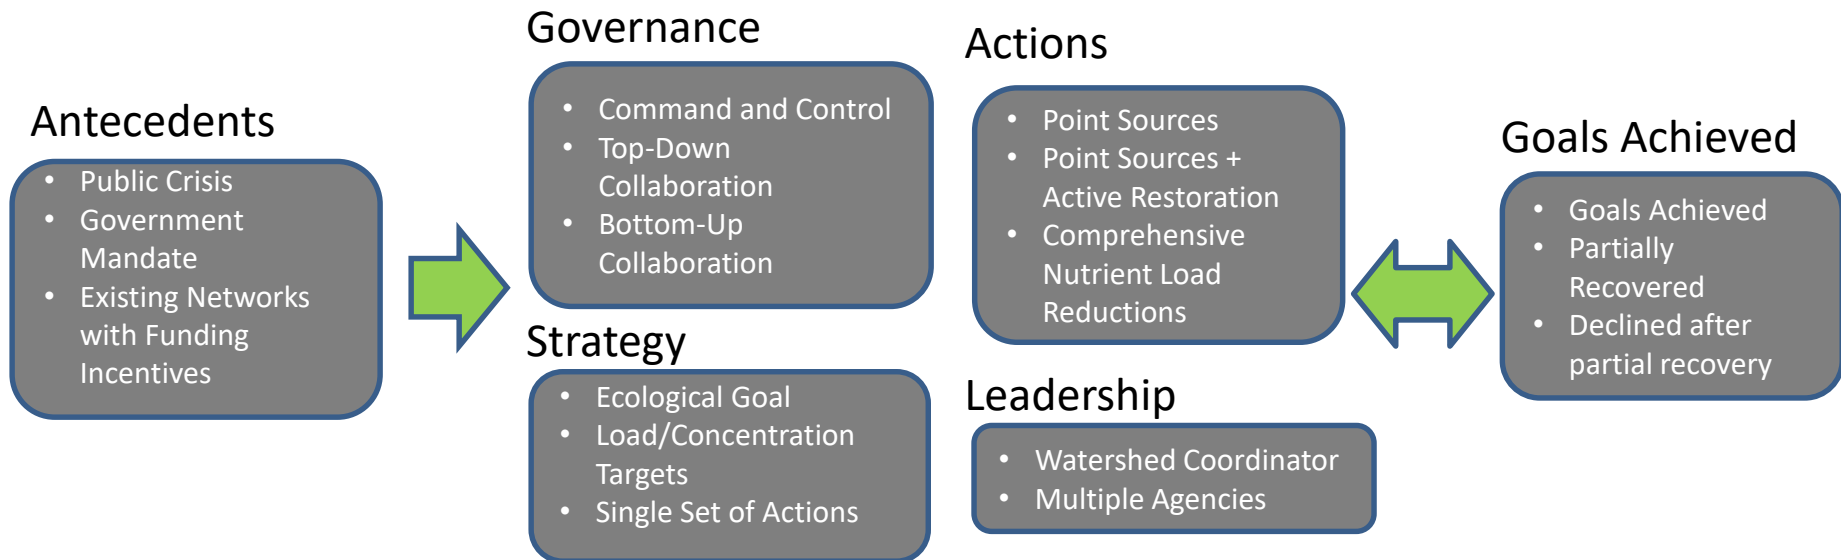 Antecedents
• Public Crisis
• Government
Mandate
• Existing Networks
with Funding
Incentives
Governance
• Command and Control
• Top-Down
Collaboration
• Bottom-Up
Collaboration
Strategy
• Ecological Goal
• Load/Concentration
Targets
• Single Set of Actions
Actions
• Point Sources
• Point Sources +
Active Restoration
• Comprehensive
Nutrient Load
Reductions
Leadership
• Watershed Coordinator
• Multiple Agencies
Goals Achieved
• Goals Achieved
• Partially
Recovered
• Declined after
partial recovery